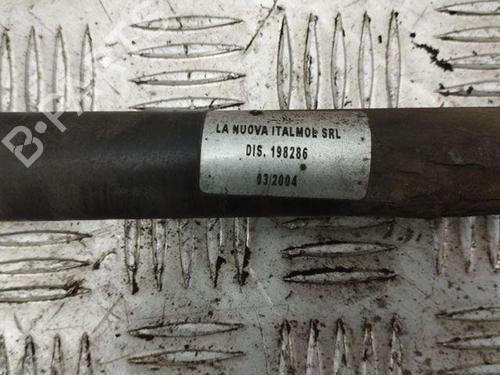 LA NUOVA ITALMOL SRL
DIS. 198286
03/2004